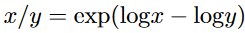 x/y = exp(logx − logy)